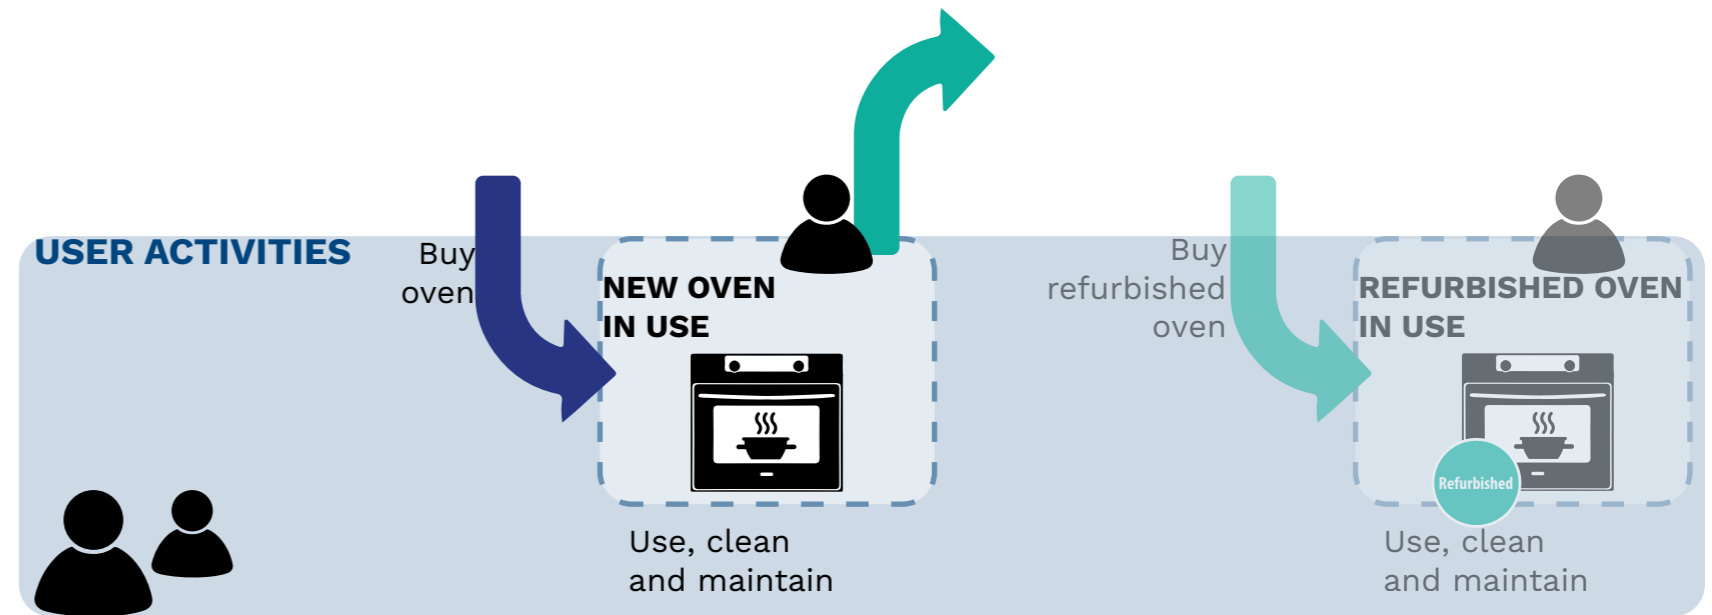 USER ACTIVITIES
Buy
oven
NEW OVEN
IN USE
Use, clean
and maintain
Buy
refurbished
oven
REFURBISHED OVEN
IN USE
Refurbished
Use, clean
and maintain